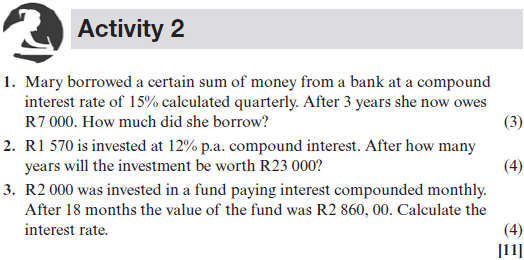 Activity 2
1. Mary borrowed a certain sum of money from a bank at a compound
interest rate of 15% calculated quarterly. After 3 years she now owes
R7 000. How much did she borrow? (3)
2. R1 570 is invested at 12% p.a. compound interest. After how many
years will the investment be worth R23 000? (4)
3. R2 000 was invested in a fund paying interest compounded monthly.
After 18 months the value of the fund was R2 860, 00. Calculate the
interest rate. (4)
[11]